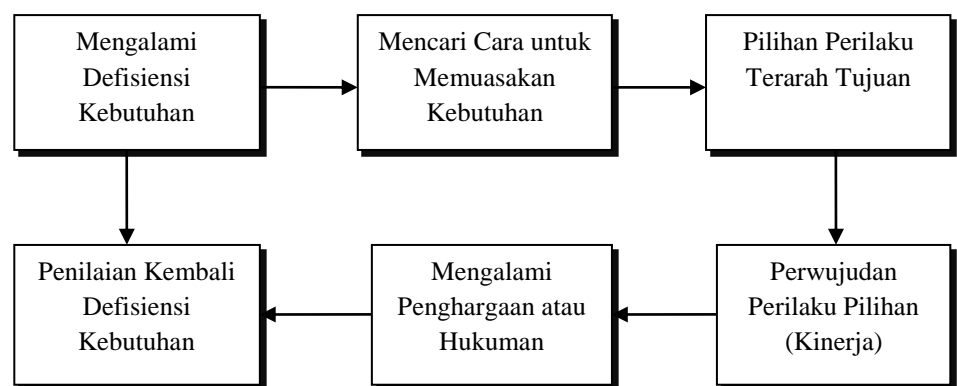 Mengalami
Defisiensi
Kebutuhan
Mencari Cara untuk
Memuasakan
Kebutuhan
Pilihan Perilaku
Terarah Tujuan
Penilaian Kembali
Defisiensi
Kebutuhan
Mengalami
Penghargaan atau
Hukuman
Perwujudan
Perilaku Pilihan
(Kinerja)